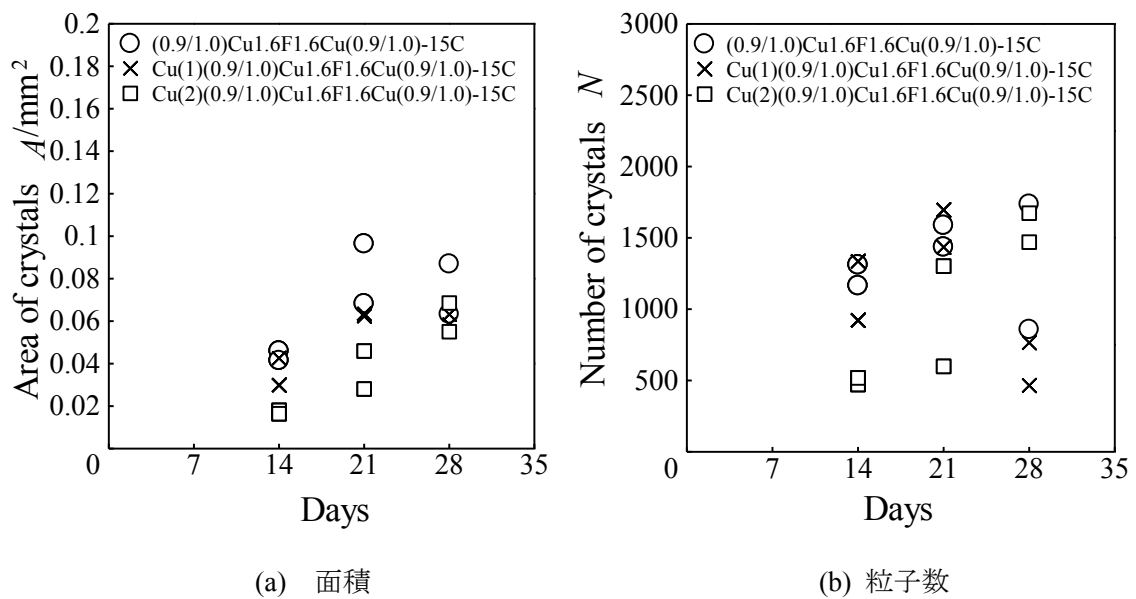 0.2
0.18
0.16
0.14
0.12
0.1
0.08
0.06
0.04
0.02
0
7
14
21
28
35
Area of crystals A/mm2
Days
(0.9/1.0)Cu1.6F1.6Cu(0.9/1.0)-15C
Cu(1)(0.9/1.0)Cu1.6F1.6Cu(0.9/1.0)-15C
Cu(2)(0.9/1.0)Cu1.6F1.6Cu(0.9/1.0)-15C
(a) 面積
3000
2500
2000
1500
1000
500
0
7
14
21
28
35
Number of crystals N
Days
(0.9/1.0)Cu1.6F1.6Cu(0.9/1.0)-15C
Cu(1)(0.9/1.0)Cu1.6F1.6Cu(0.9/1.0)-15C
Cu(2)(0.9/1.0)Cu1.6F1.6Cu(0.9/1.0)-15C
(b) 粒子数